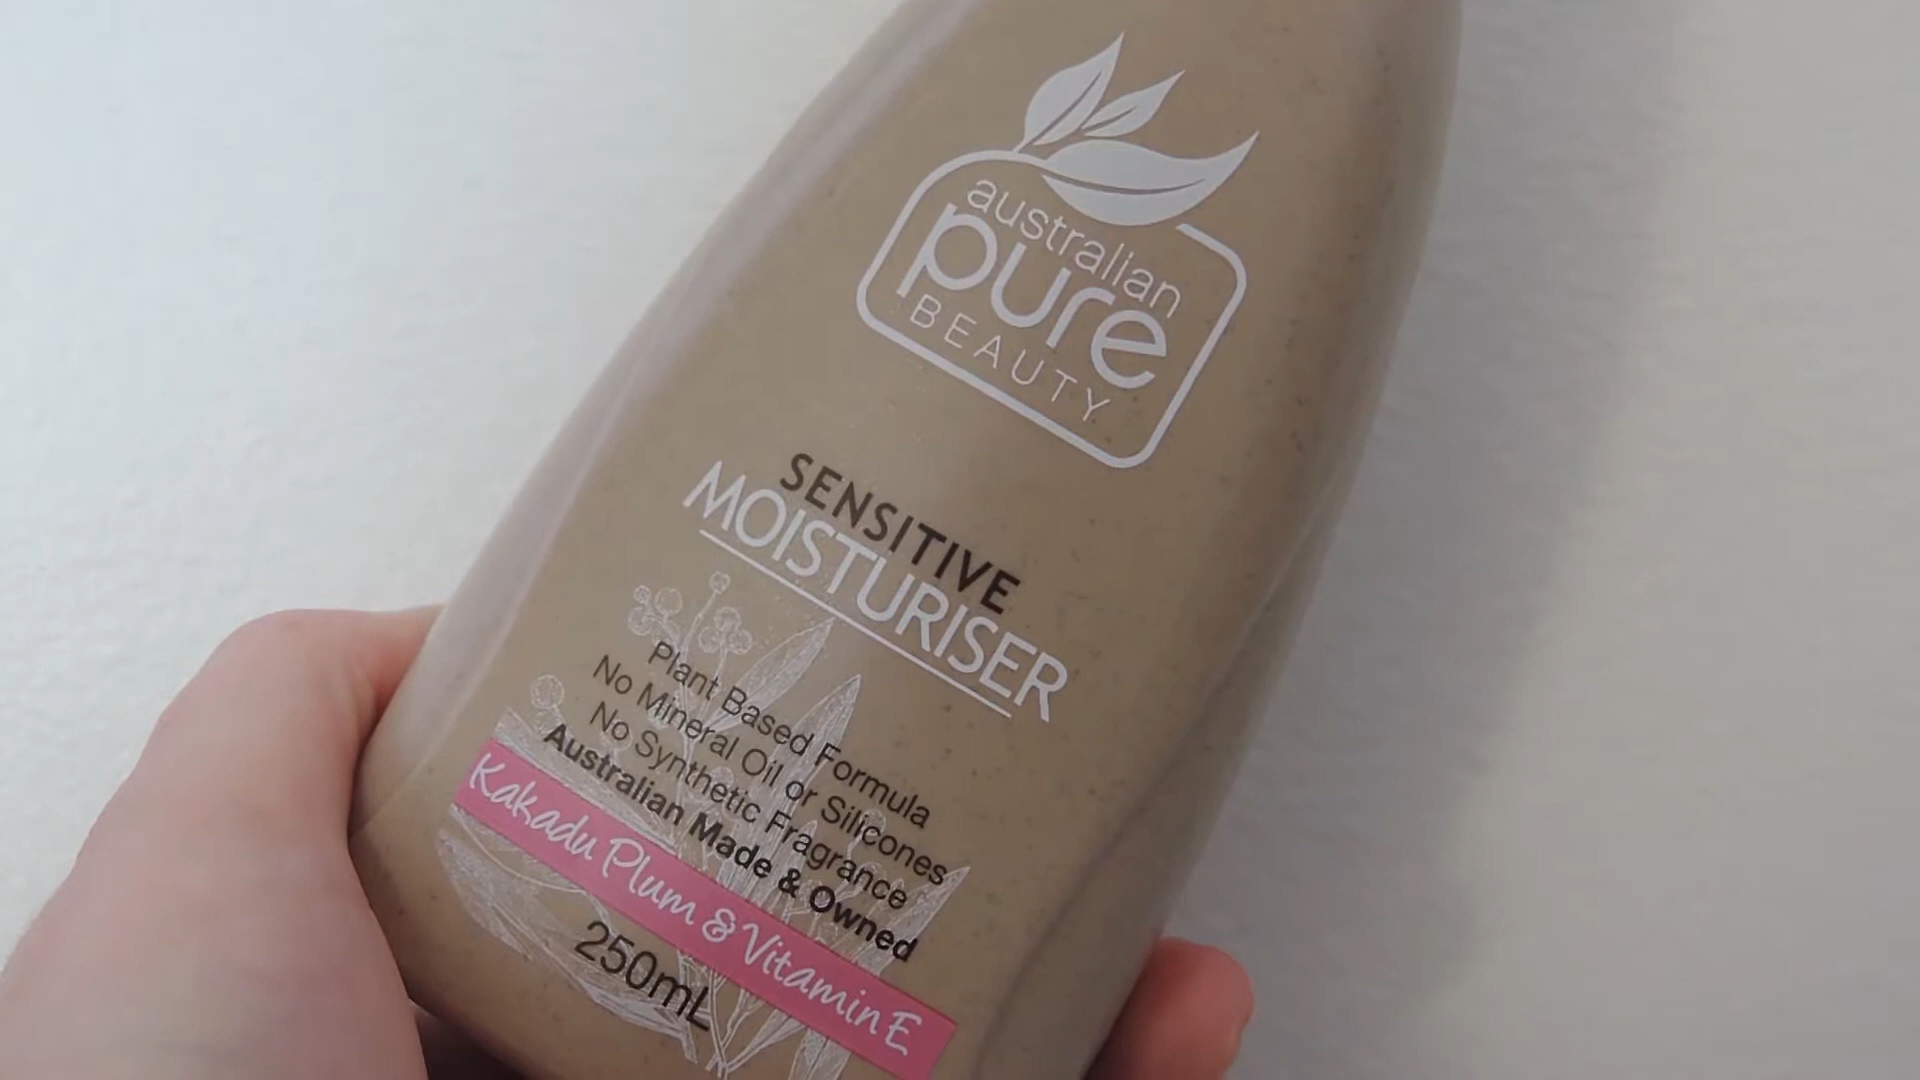 australian
pure
BEAUTY
SENSITIVE
MOISTURISER
Plant Based Formula
No Mineral Oil or Silicones
No Synthetic Fragrance
Australian Made & Owned
Kakadu Plum & Vitamin E
250mL